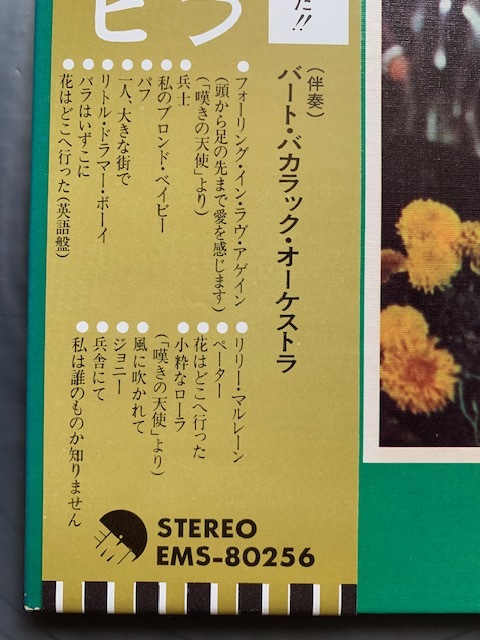 た!!
ピつ
(伴奏)
バート・バカラック・オーケストラ
●フォーリング・イン・ラヴ・アゲイン
(頭から足の先まで愛を感じます)
(「嘆きの天使」より)
●兵士
●私のブロンド・ベイビー
●パフ
●一人、大きな街で
●リトル・ドラマー・ボーイ
●バラはいずこに
●花はどこへ行った(英語盤)
●リリー・マルレーン
●ペーター
●花はどこへ行った
●小粋なローラ
(「嘆きの天使」より)
●風に吹かれて
●ジョニー
●兵舎にて
●私は誰のものか知りません
STEREO
EMS-80256